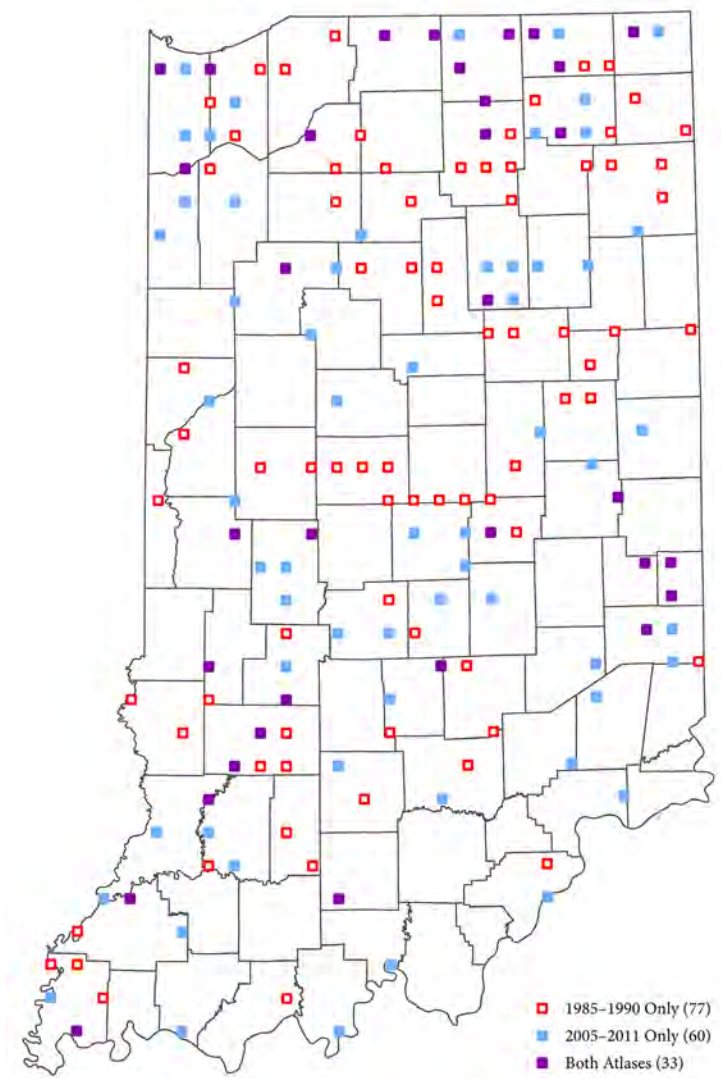 1985–1990 Only (77)
2005–2011 Only (60)
Both Atlases (33)